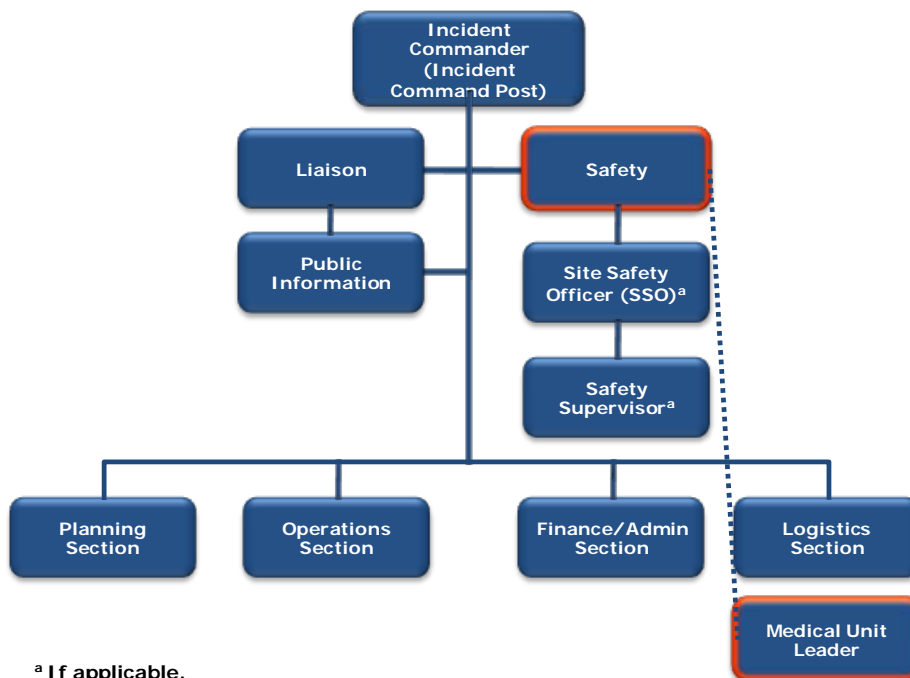 Incident
Commander
(Incident
Command Post)
Liaison
Safety
Public
Information
Site Safety
Officer (SSO)ᵃ
Safety
Supervisorᵃ
Planning
Section
Operations
Section
Finance/Admin
Section
Logistics
Section
Medical Unit
Leader
ᵃ If applicable.